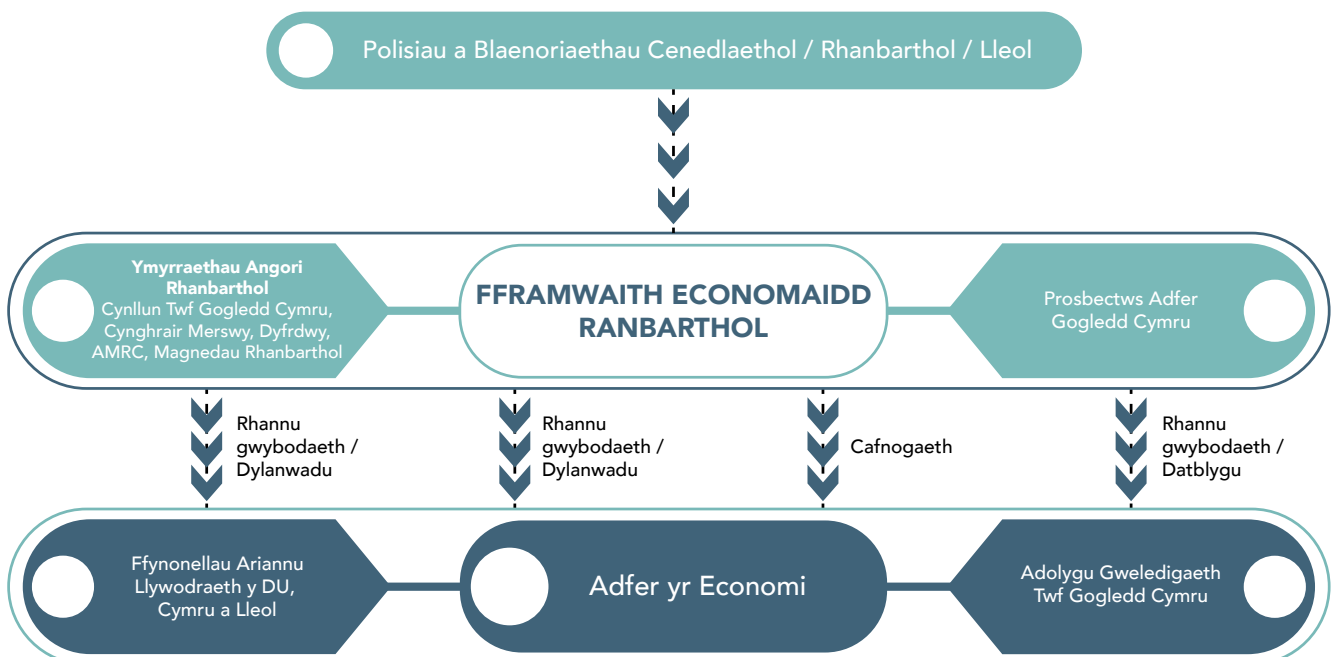 Polisiau a Blaenoriaethau Cenedlaethol / Rhanbarthol / Lleol
Ymyrraethau Angori
Rhanbarthol
Cynllun Twf Gogledd Cymru,
Cynghrair Merswy, Dyfrdwy,
AMRC, Magnedau Rhanbarthol
FFRAMWAITH ECONOMAIDD
RANBARTHOL
Prosbectws Adfer
Gogledd Cymru
Rhannu
gwybodaeth /
Dylanwadu
Rhannu
gwybodaeth /
Dylanwadu
Cafnogaeth
Rhannu
gwybodaeth /
Datblygu
Ffynonellau Ariannu
Llywodraeth y DU,
Cymru a Lleol
Adfer yr Economi
Adolygu Gweledigaeth
Twf Gogledd Cymru